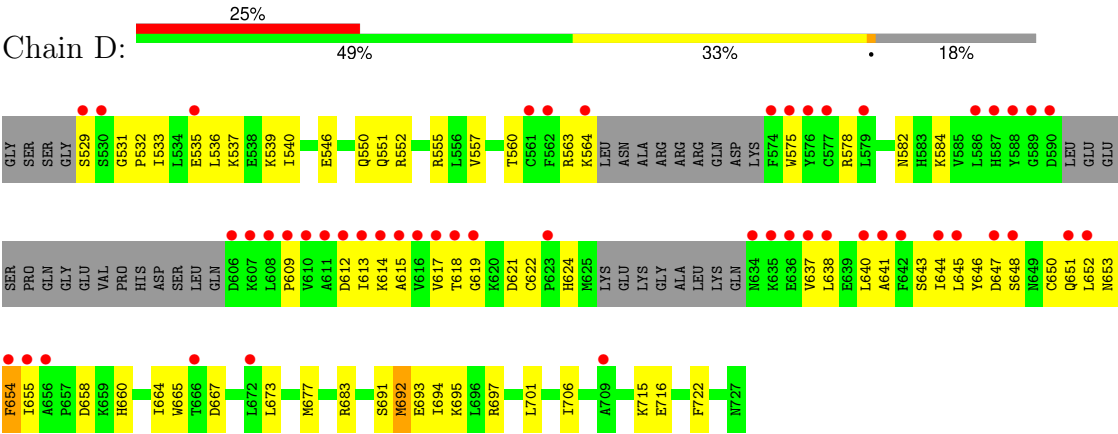 25%
Chain D:
49% 33% • 18%
GLY SER SER GLY S529 S530 G531 P532 I533 L534 E535 L536 K537 E538 K539 I540 E546 Q550 Q551 R552 R555 L556 V557 T560 C561 F562 R563 K564 LEU ASN ALA ARG ARG ARG GLN ASP LYS F574 W575 V576 C577 R578 L579 N582 H583 K584 V585 L586 H587 Y588 G589 D590 LEU GLU GLU
SER PRO GLN GLY GLU VAL PRO HIS ASP SER LEU GLN D606 K607 L608 P609 V610 A611 D612 I613 K614 A615 V616 V617 T618 G619 K620 D621 C622 P623 H624 M625 LYS GLU LYS GLY ALA LEU LYS GLN N634 K635 E636 V637 L638 E639 L640 A641 F642 S643 I644 L645 Y646 D647 S648 N649 C650 Q651 L652 N653
F654 I655 A656 P657 D658 K659 H660 I664 W665 T666 D667 L672 L673 M677 R683 S691 M692 E693 I694 K695 L696 R697 L701 I706 A709 K715 E716 F722 N727